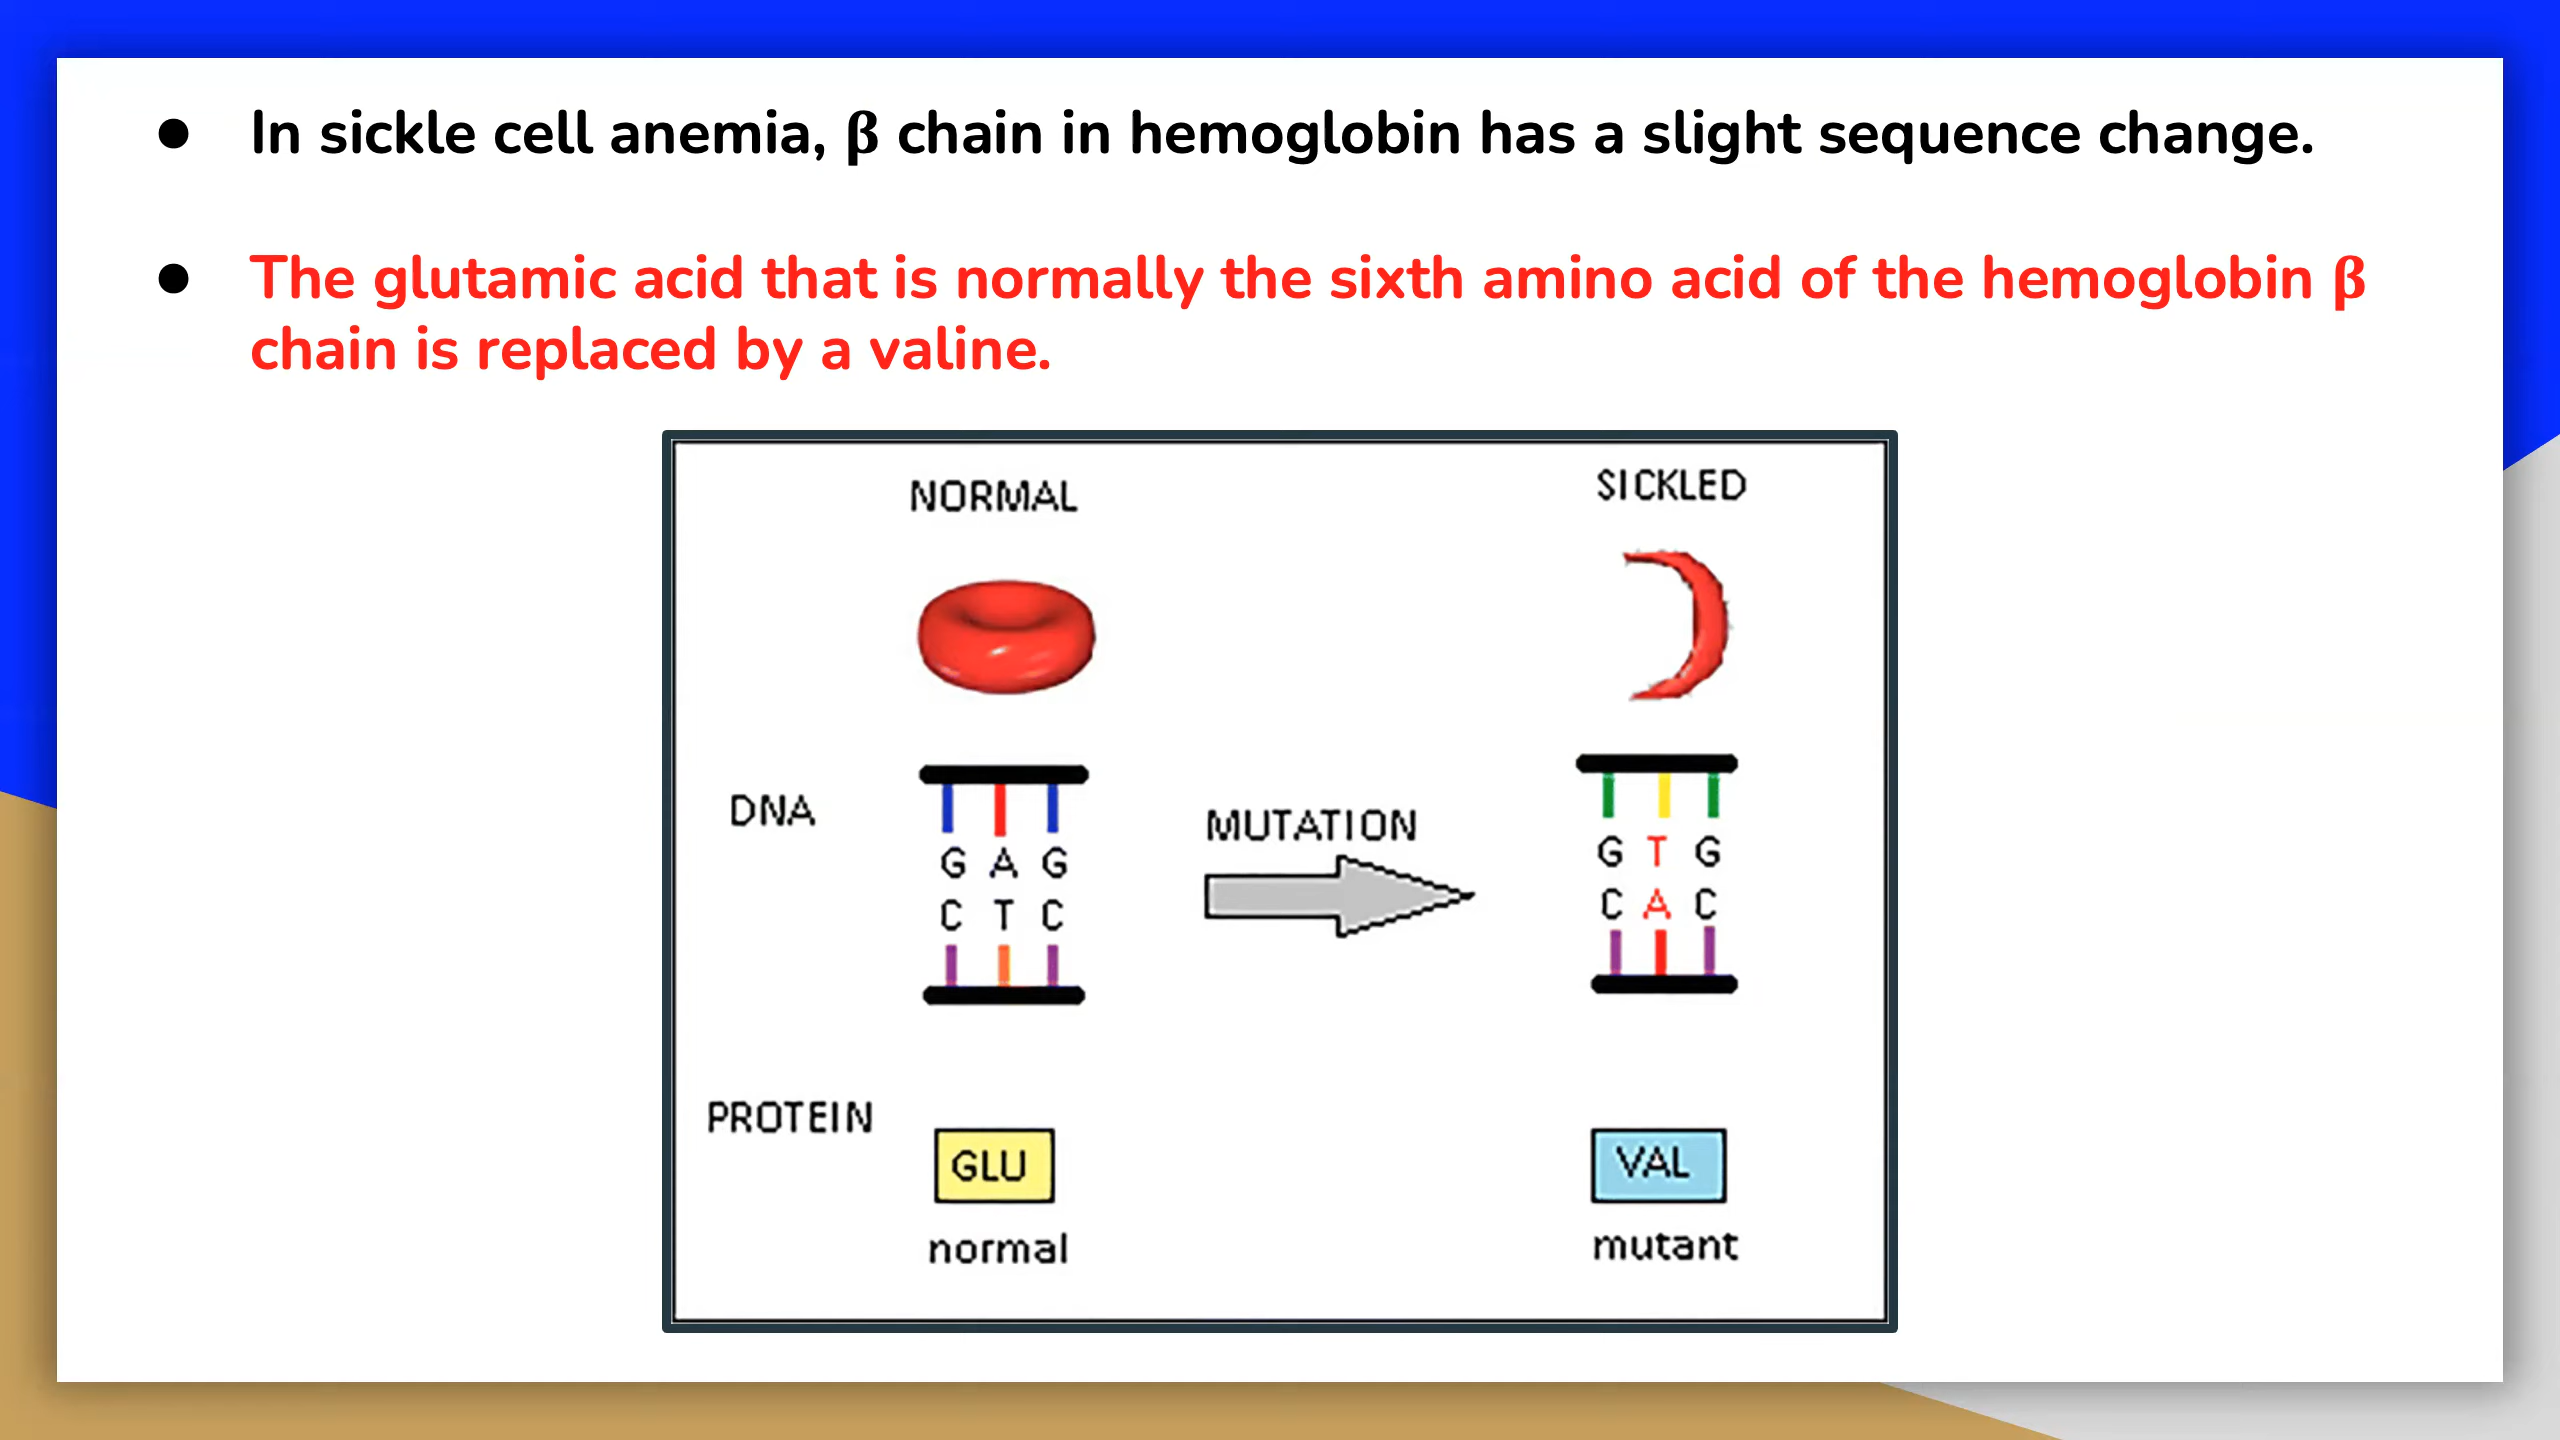 ● In sickle cell anemia, β chain in hemoglobin has a slight sequence change.
● The glutamic acid that is normally the sixth amino acid of the hemoglobin β
chain is replaced by a valine.
NORMAL
SICKLED
DNA
G A G
C T C
MUTATION
G T G
C A C
PROTEIN
GLU
VAL
normal
mutant